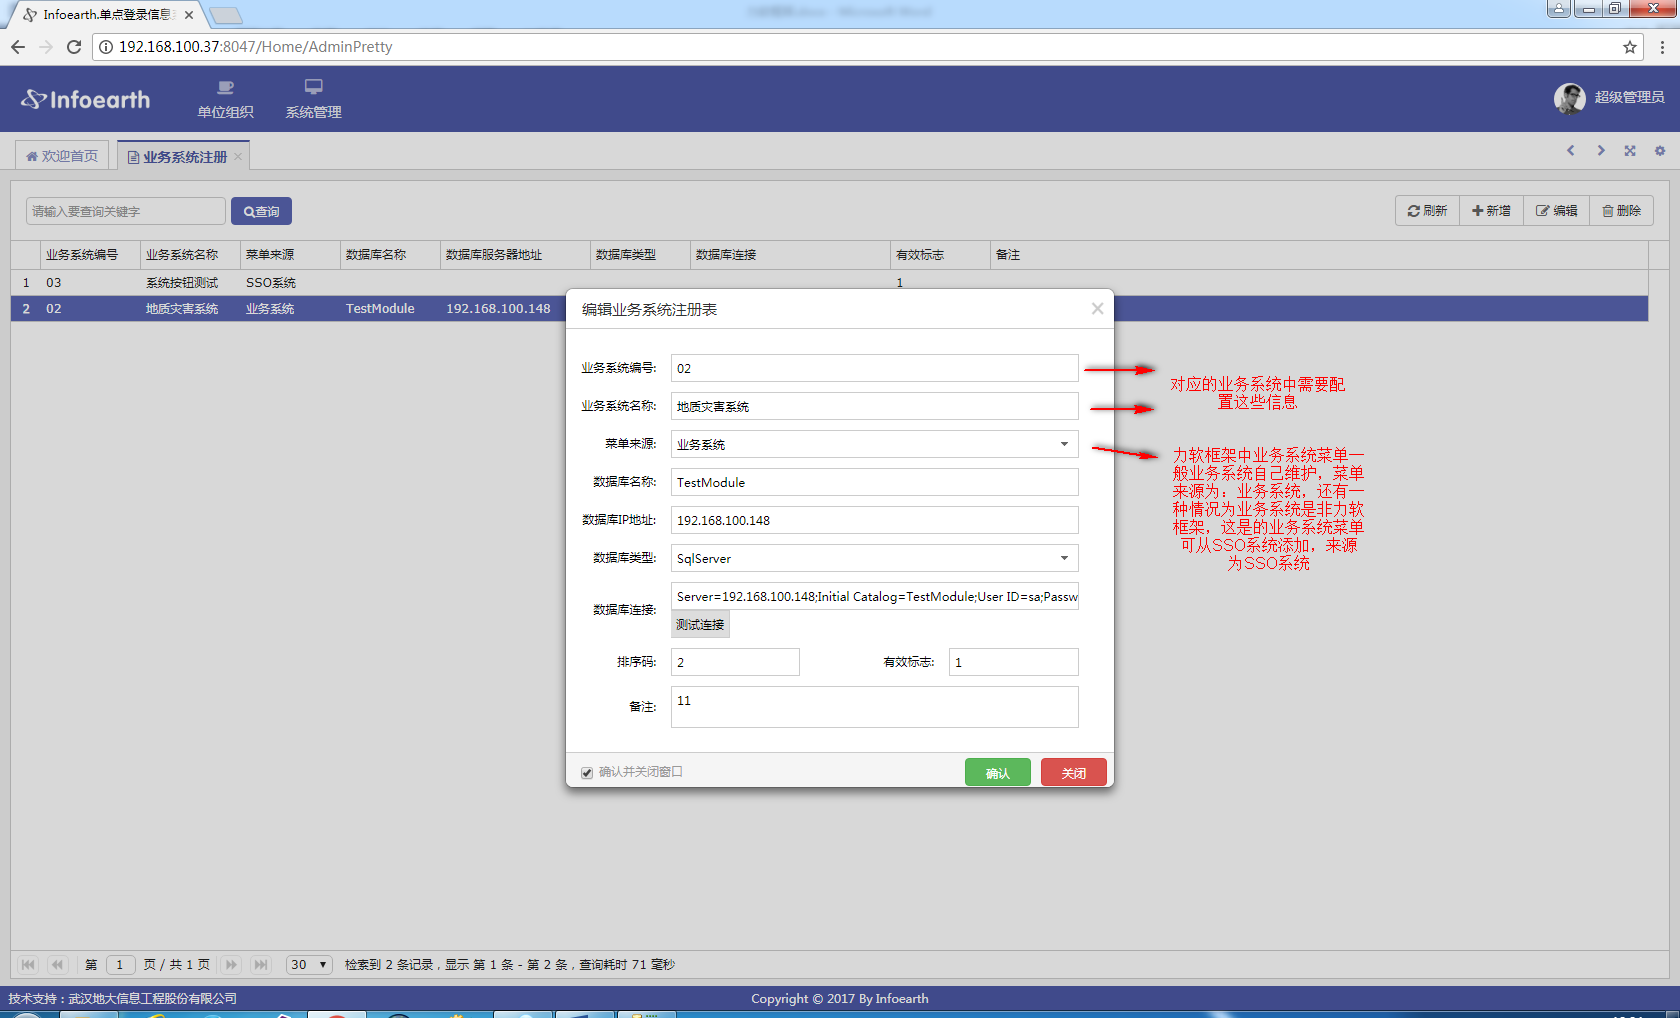 Infoearth.单点登录信息
192.168.100.37:8047/Home/AdminPretty
Infoearth
单位组织
系统管理
超级管理员
欢迎首页
业务系统注册
请输入要查询关键字
查询
刷新
新增
编辑
删除
业务系统编号 业务系统名称 菜单来源 数据库名称 数据库服务器地址 数据库类型 数据库连接 有效标志 备注
1 03 系统按钮测试 SSO系统 1
2 02 地质灾害系统 业务系统 TestModule 192.168.100.148
编辑业务系统注册表
业务系统编号: 02
业务系统名称: 地质灾害系统
菜单来源: 业务系统
数据库名称: TestModule
数据库IP地址: 192.168.100.148
数据库类型: SqlServer
数据库连接: Server=192.168.100.148;Initial Catalog=TestModule;User ID=sa;Passw
测试连接
排序码: 2 有效标志: 1
备注: 11
确认并关闭窗口
确认
关闭
对应的业务系统中需要配
置这些信息
力软框架中业务系统菜单一
般业务系统自己维护，菜单
来源为：业务系统，还有一
种情况为业务系统是非力软
框架，这是的业务系统菜单
可从SSO系统添加，来源
为SSO系统
第 1 页 / 共 1 页 30 检索到 2 条记录，显示 第 1 条 - 第 2 条，查询耗时 71 毫秒
技术支持：武汉地大信息工程股份有限公司
Copyright © 2017 By Infoearth